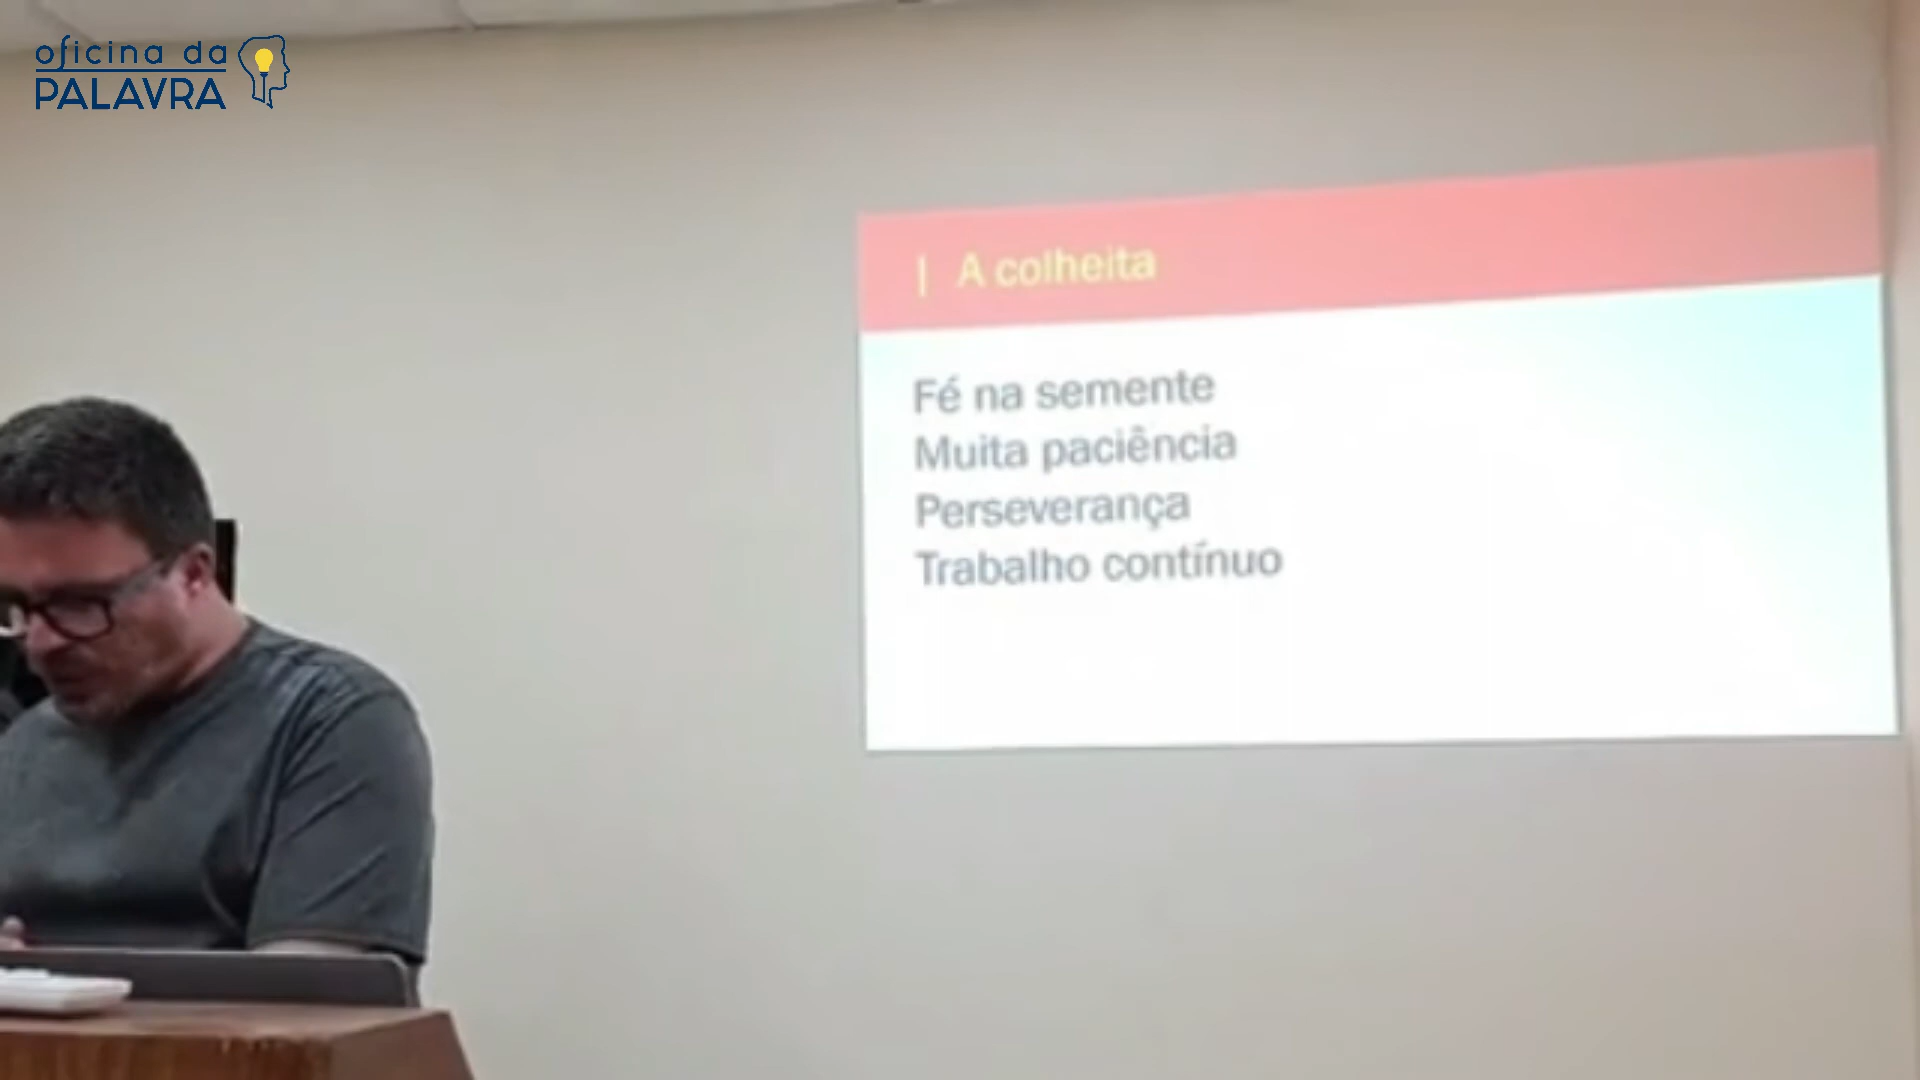 oficina da
PALAVRA
| A colheita
Fé na semente
Muita paciência
Perseverança
Trabalho contínuo